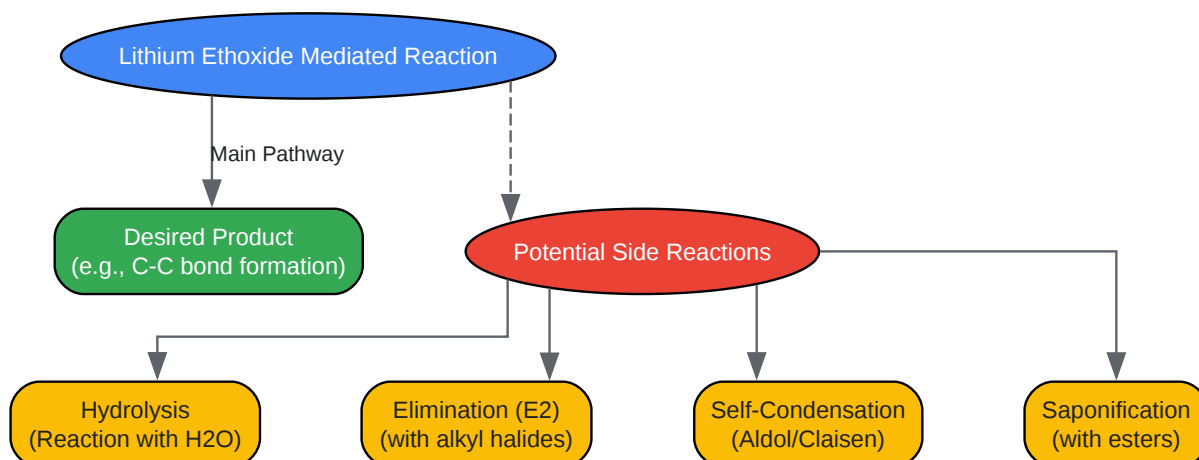 Lithium Ethoxide Mediated Reaction
Main Pathway
Desired Product
(e.g., C-C bond formation)
Potential Side Reactions
Hydrolysis
(Reaction with H2O)
Elimination (E2)
(with alkyl halides)
Self-Condensation
(Aldol/Claisen)
Saponification
(with esters)